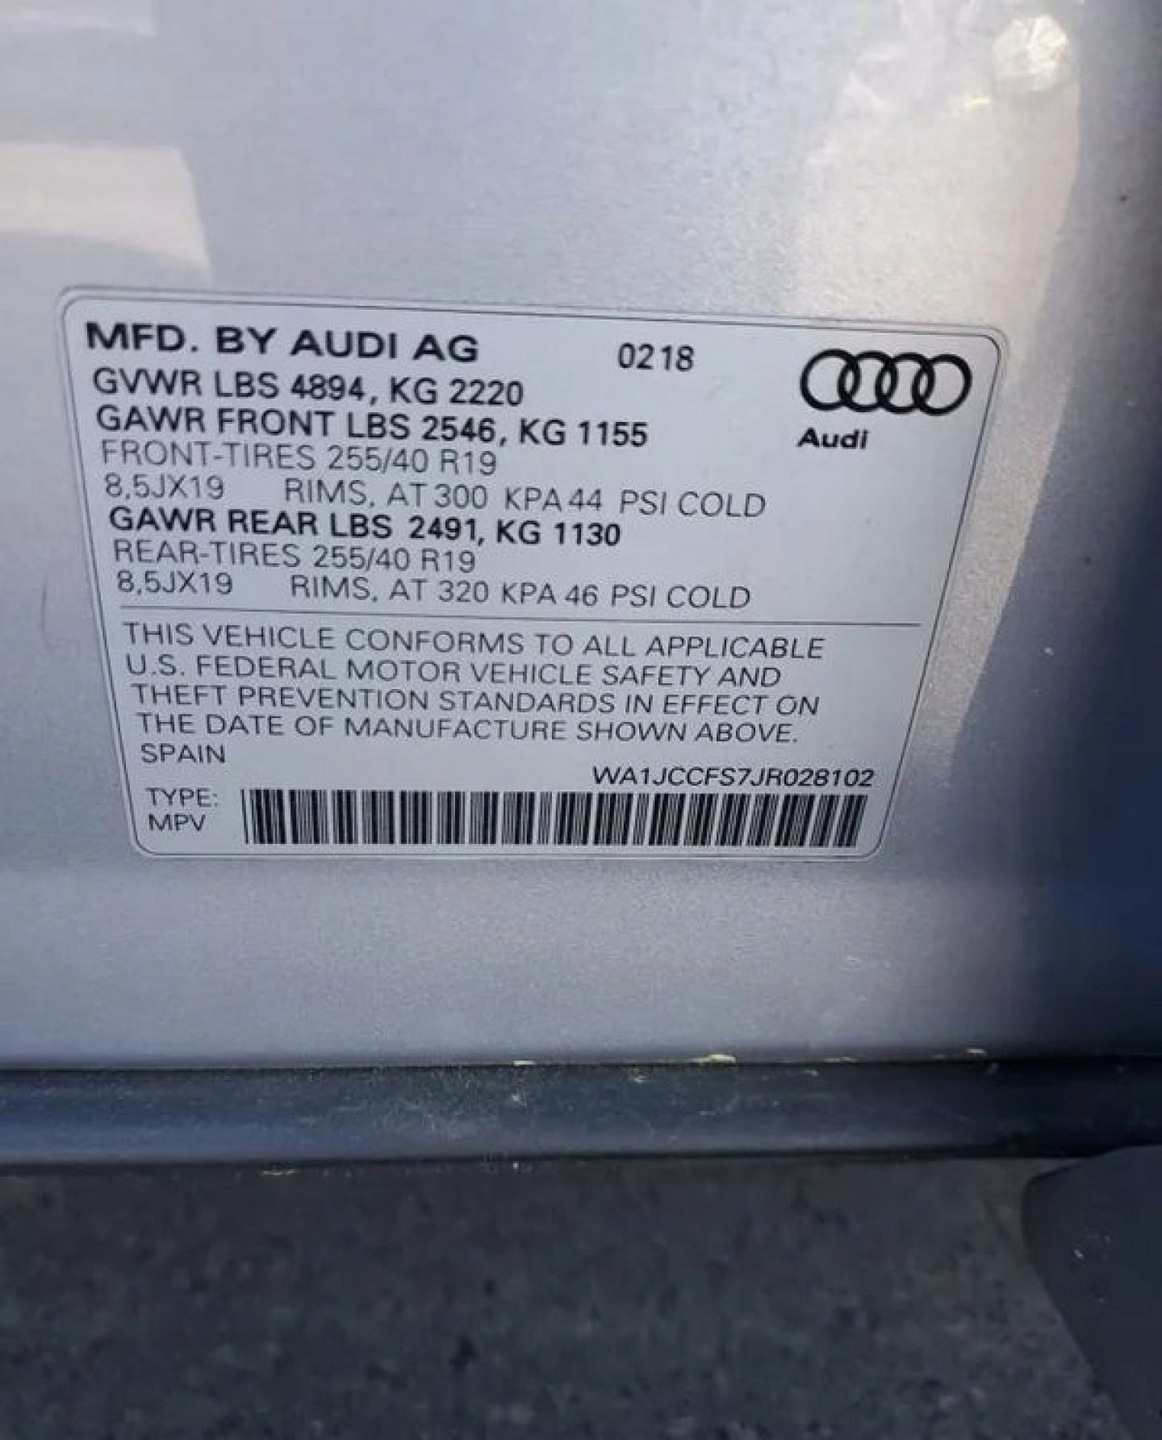 MFD. BY AUDI AG 0218
GVWR LBS 4894, KG 2220
GAWR FRONT LBS 2546, KG 1155
Audi
FRONT-TIRES 255/40 R19
8,5JX19 RIMS, AT 300 KPA 44 PSI COLD
GAWR REAR LBS 2491, KG 1130
REAR-TIRES 255/40 R19
8,5JX19 RIMS, AT 320 KPA 46 PSI COLD
THIS VEHICLE CONFORMS TO ALL APPLICABLE
U.S. FEDERAL MOTOR VEHICLE SAFETY AND
THEFT PREVENTION STANDARDS IN EFFECT ON
THE DATE OF MANUFACTURE SHOWN ABOVE.
SPAIN
WA1JCCFS7JR028102
TYPE:
MPV